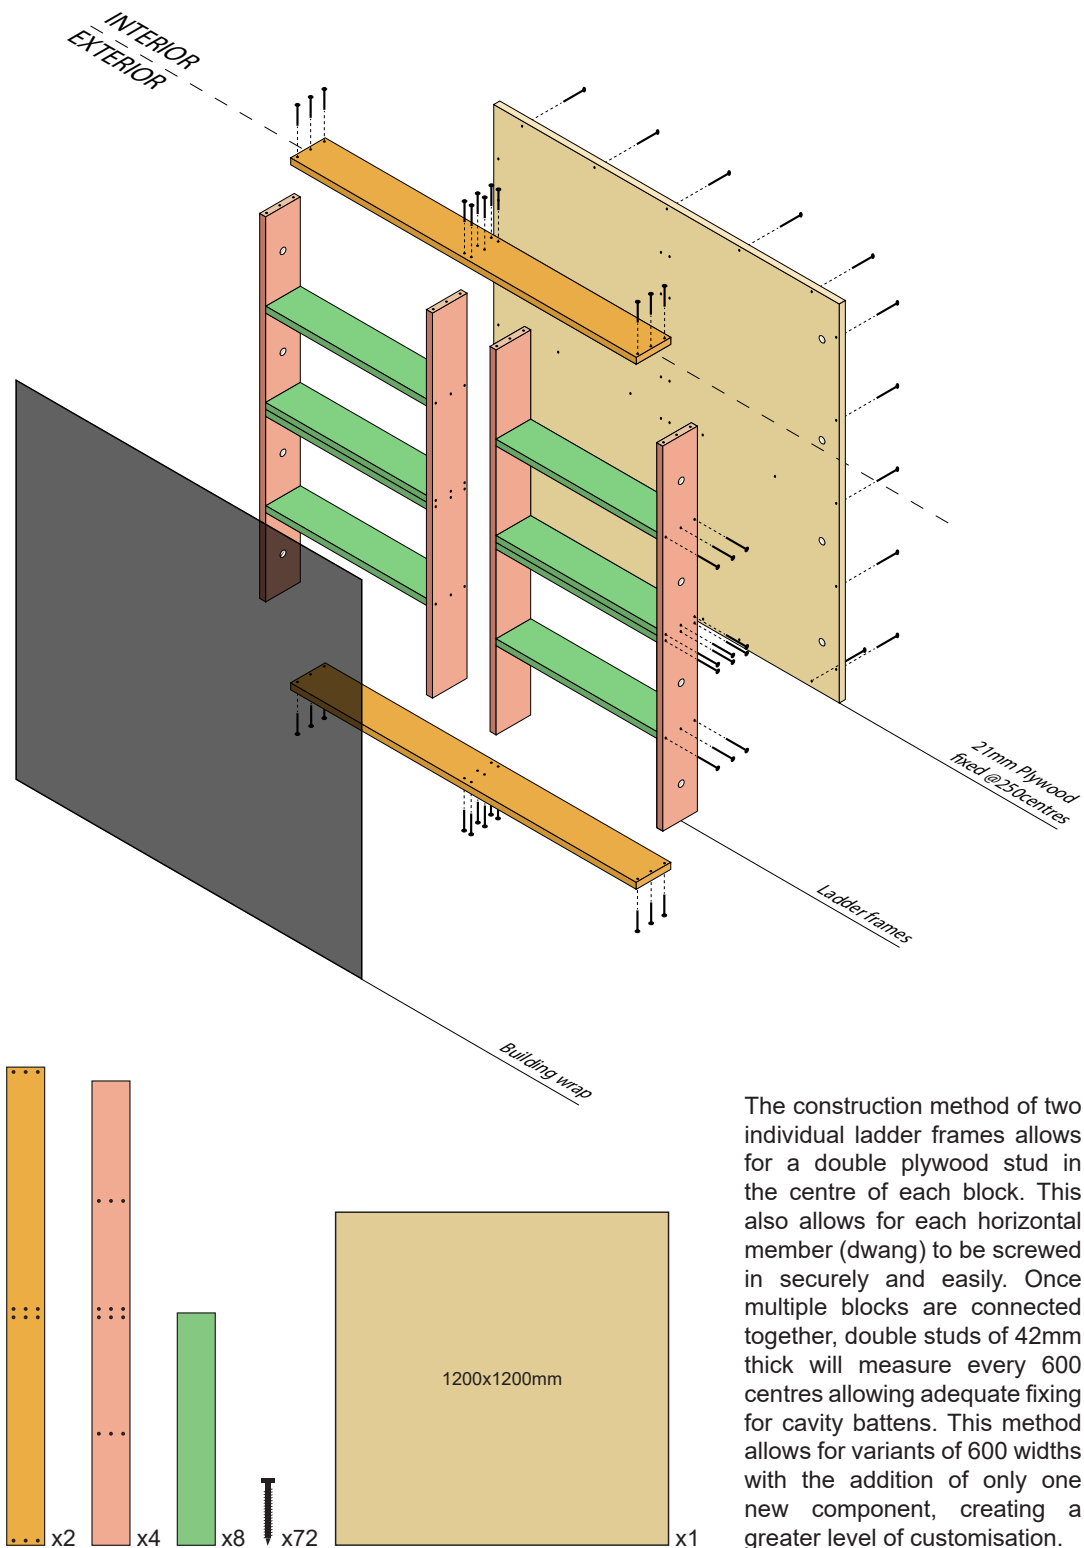 INTERIOR
EXTERIOR
21mm Plywood
fixed @250centres
Ladder frames
Building wrap
x2
x4
x8
x72
1200x1200mm
x1
The construction method of two
individual ladder frames allows
for a double plywood stud in
the centre of each block. This
also allows for each horizontal
member (dwang) to be screwed
in securely and easily. Once
multiple blocks are connected
together, double studs of 42mm
thick will measure every 600
centres allowing adequate fixing
for cavity battens. This method
allows for variants of 600 widths
with the addition of only one
new component, creating a
greater level of customisation.